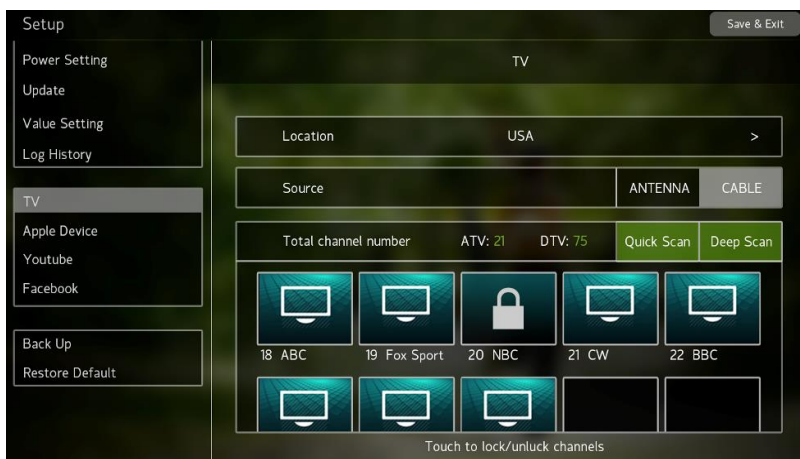 Setup
Save & Exit
Power Setting
Update
Value Setting
Log History
TV
Apple Device
Youtube
Facebook
Back Up
Restore Default
TV
Location USA >
Source ANTENNA CABLE
Total channel number ATV: 21 DTV: 75 Quick Scan Deep Scan
18 ABC 19 Fox Sport 20 NBC 21 CW 22 BBC
Touch to lock/unluck channels